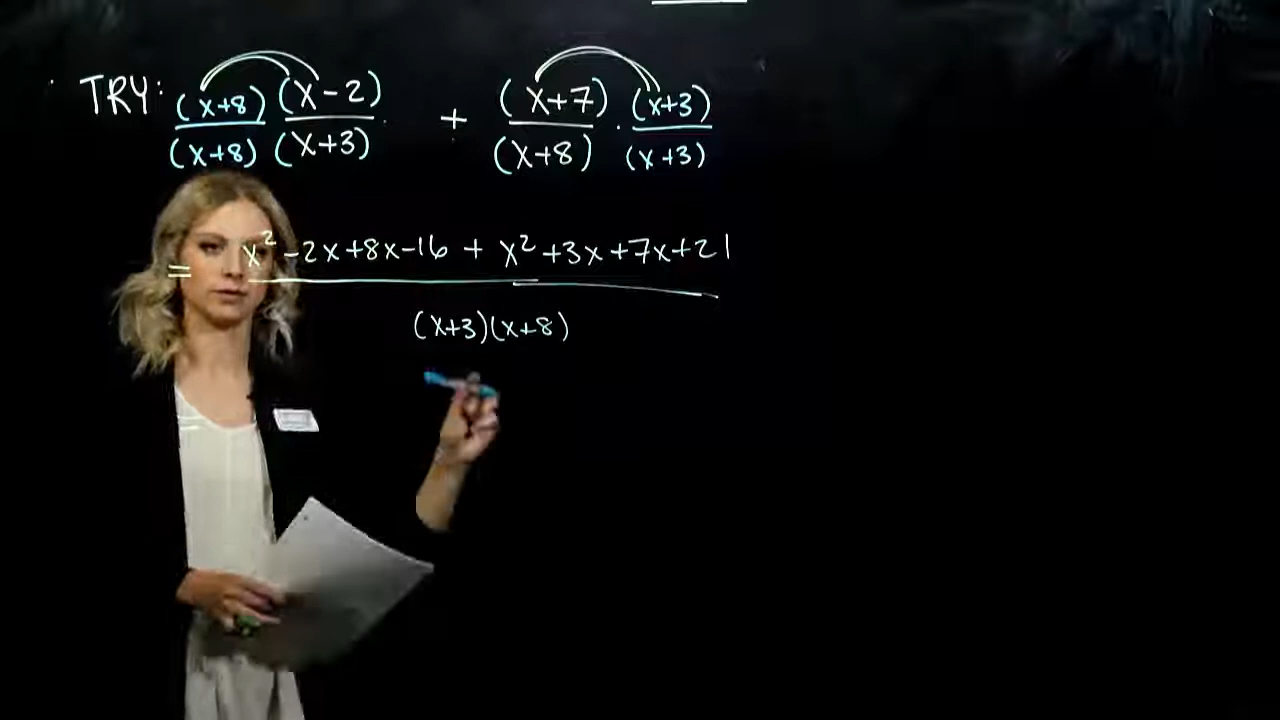 TRY: (x+8)/(x+8) (x-2)/(x+3) + (x+7)/(x+8) · (x+3)/(x+3)
= x² -2x+8x-16 + x² +3x+7x+21
(x+3)(x+8)